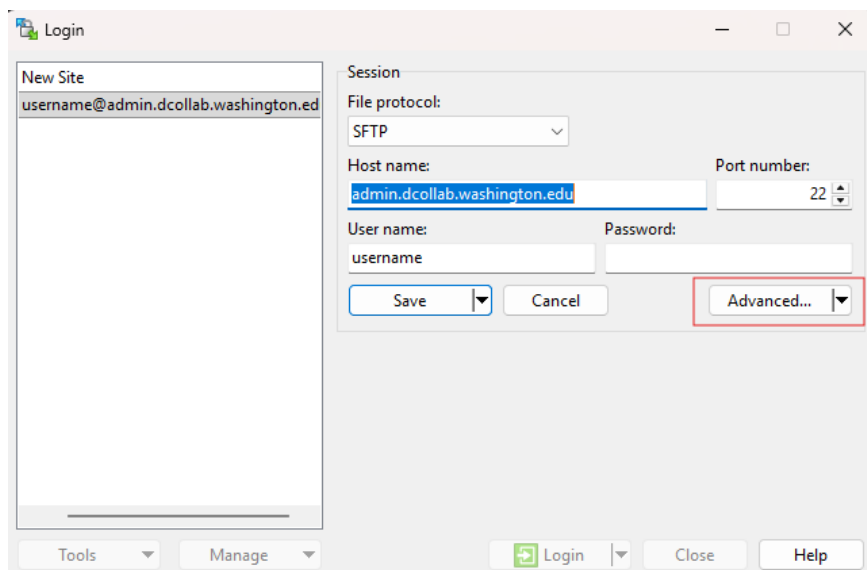 Login
New Site
username@admin.dcollab.washington.ed
Session
File protocol:
SFTP
Host name: Port number:
admin.dcollab.washington.edu 22
User name: Password:
username
Save Cancel Advanced...
Tools Manage Login Close Help